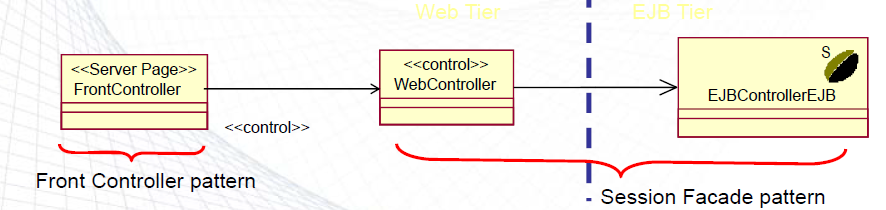 Web Tier
EJB Tier
<<Server Page>>
FrontController
<<control>>
WebController
S
EJBControllerEJB
<<control>>
Front Controller pattern
Session Facade pattern